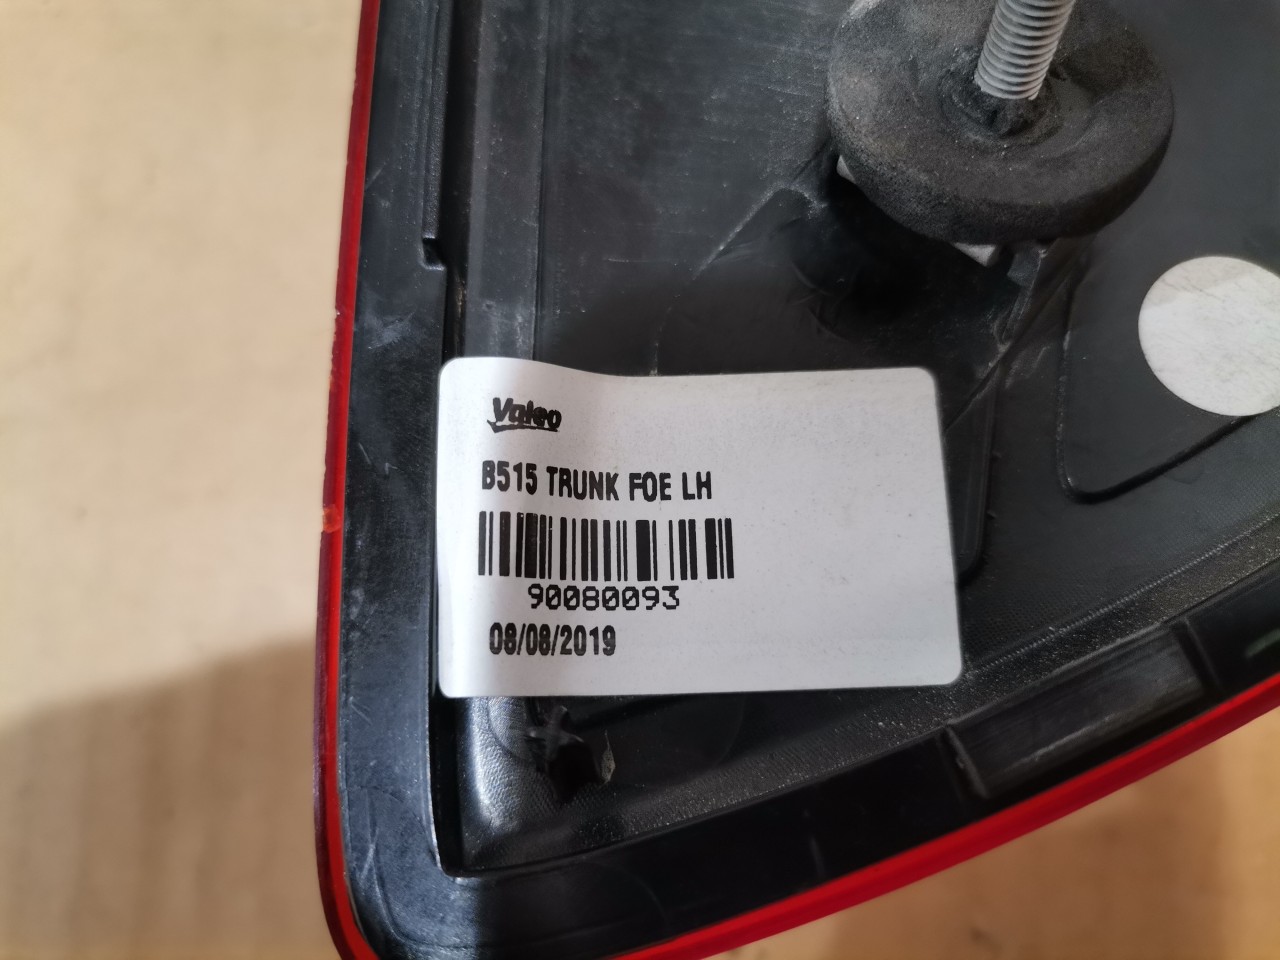 Valeo
B515 TRUNK FOE LH
90080093
08/08/2019